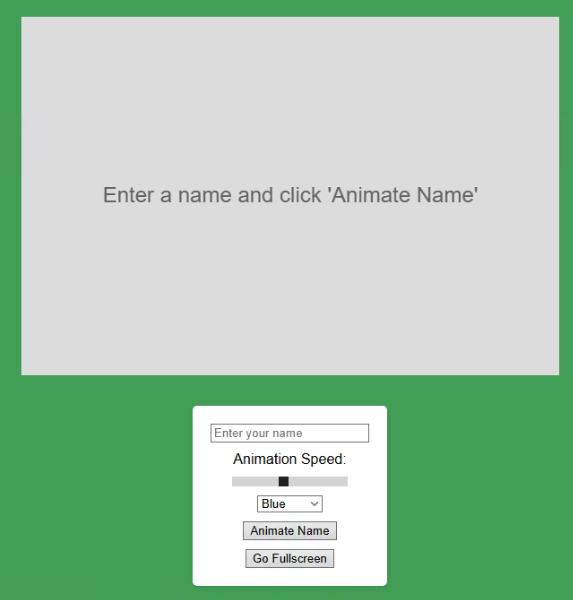 Enter a name and click 'Animate Name'
Enter your name
Animation Speed:
Blue
Animate Name
Go Fullscreen